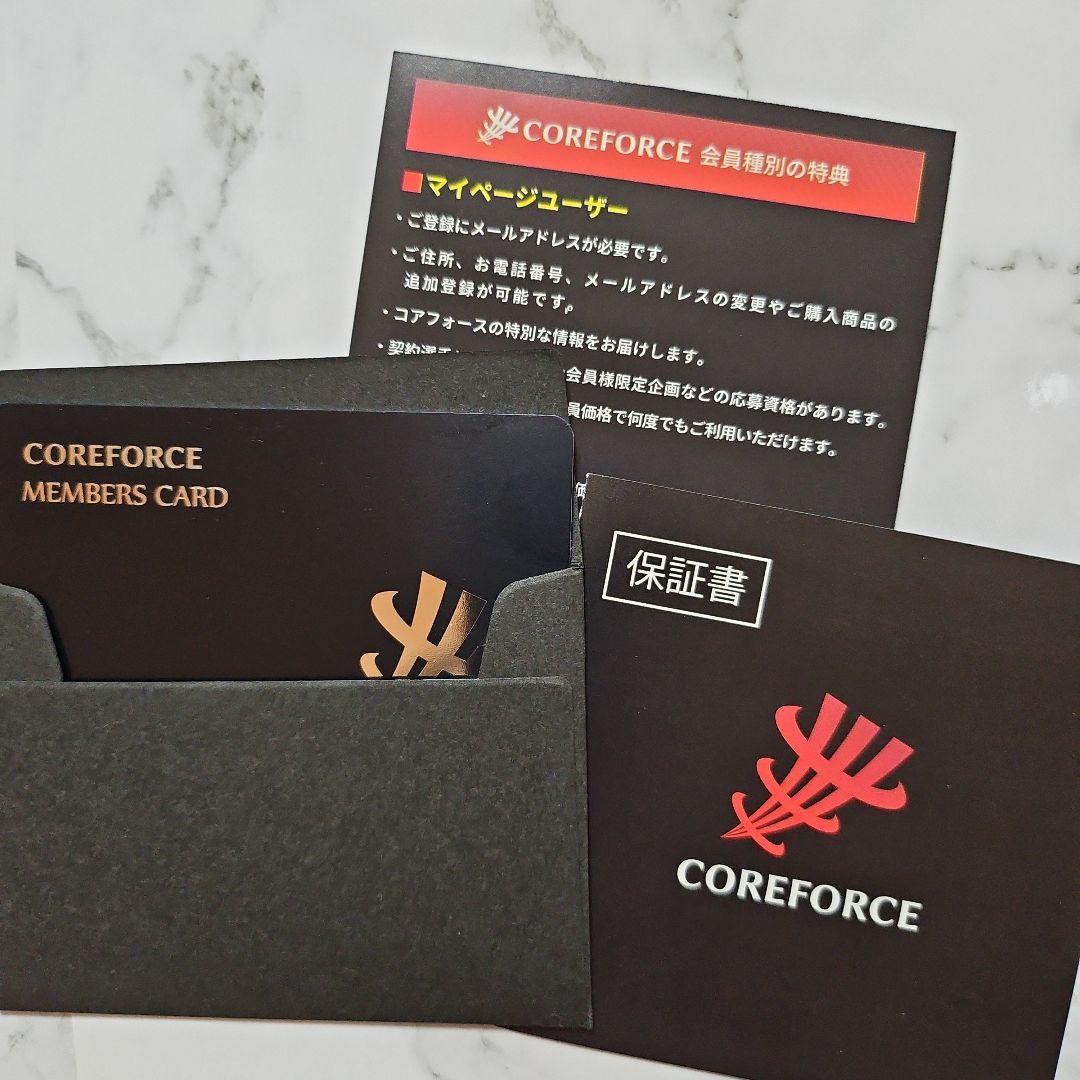 COREFORCE 会員種別の特典
■マイページユーザー
・ご登録にメールアドレスが必要です。
・ご住所、お電話番号、メールアドレスの変更やご購入商品の
追加登録が可能です。
・コアフォースの特別な情報をお届けします。
・契約選手
会員様限定企画などの応募資格があります。
員価格で何度でもご利用いただけます。
COREFORCE
MEMBERS CARD
保証書
COREFORCE